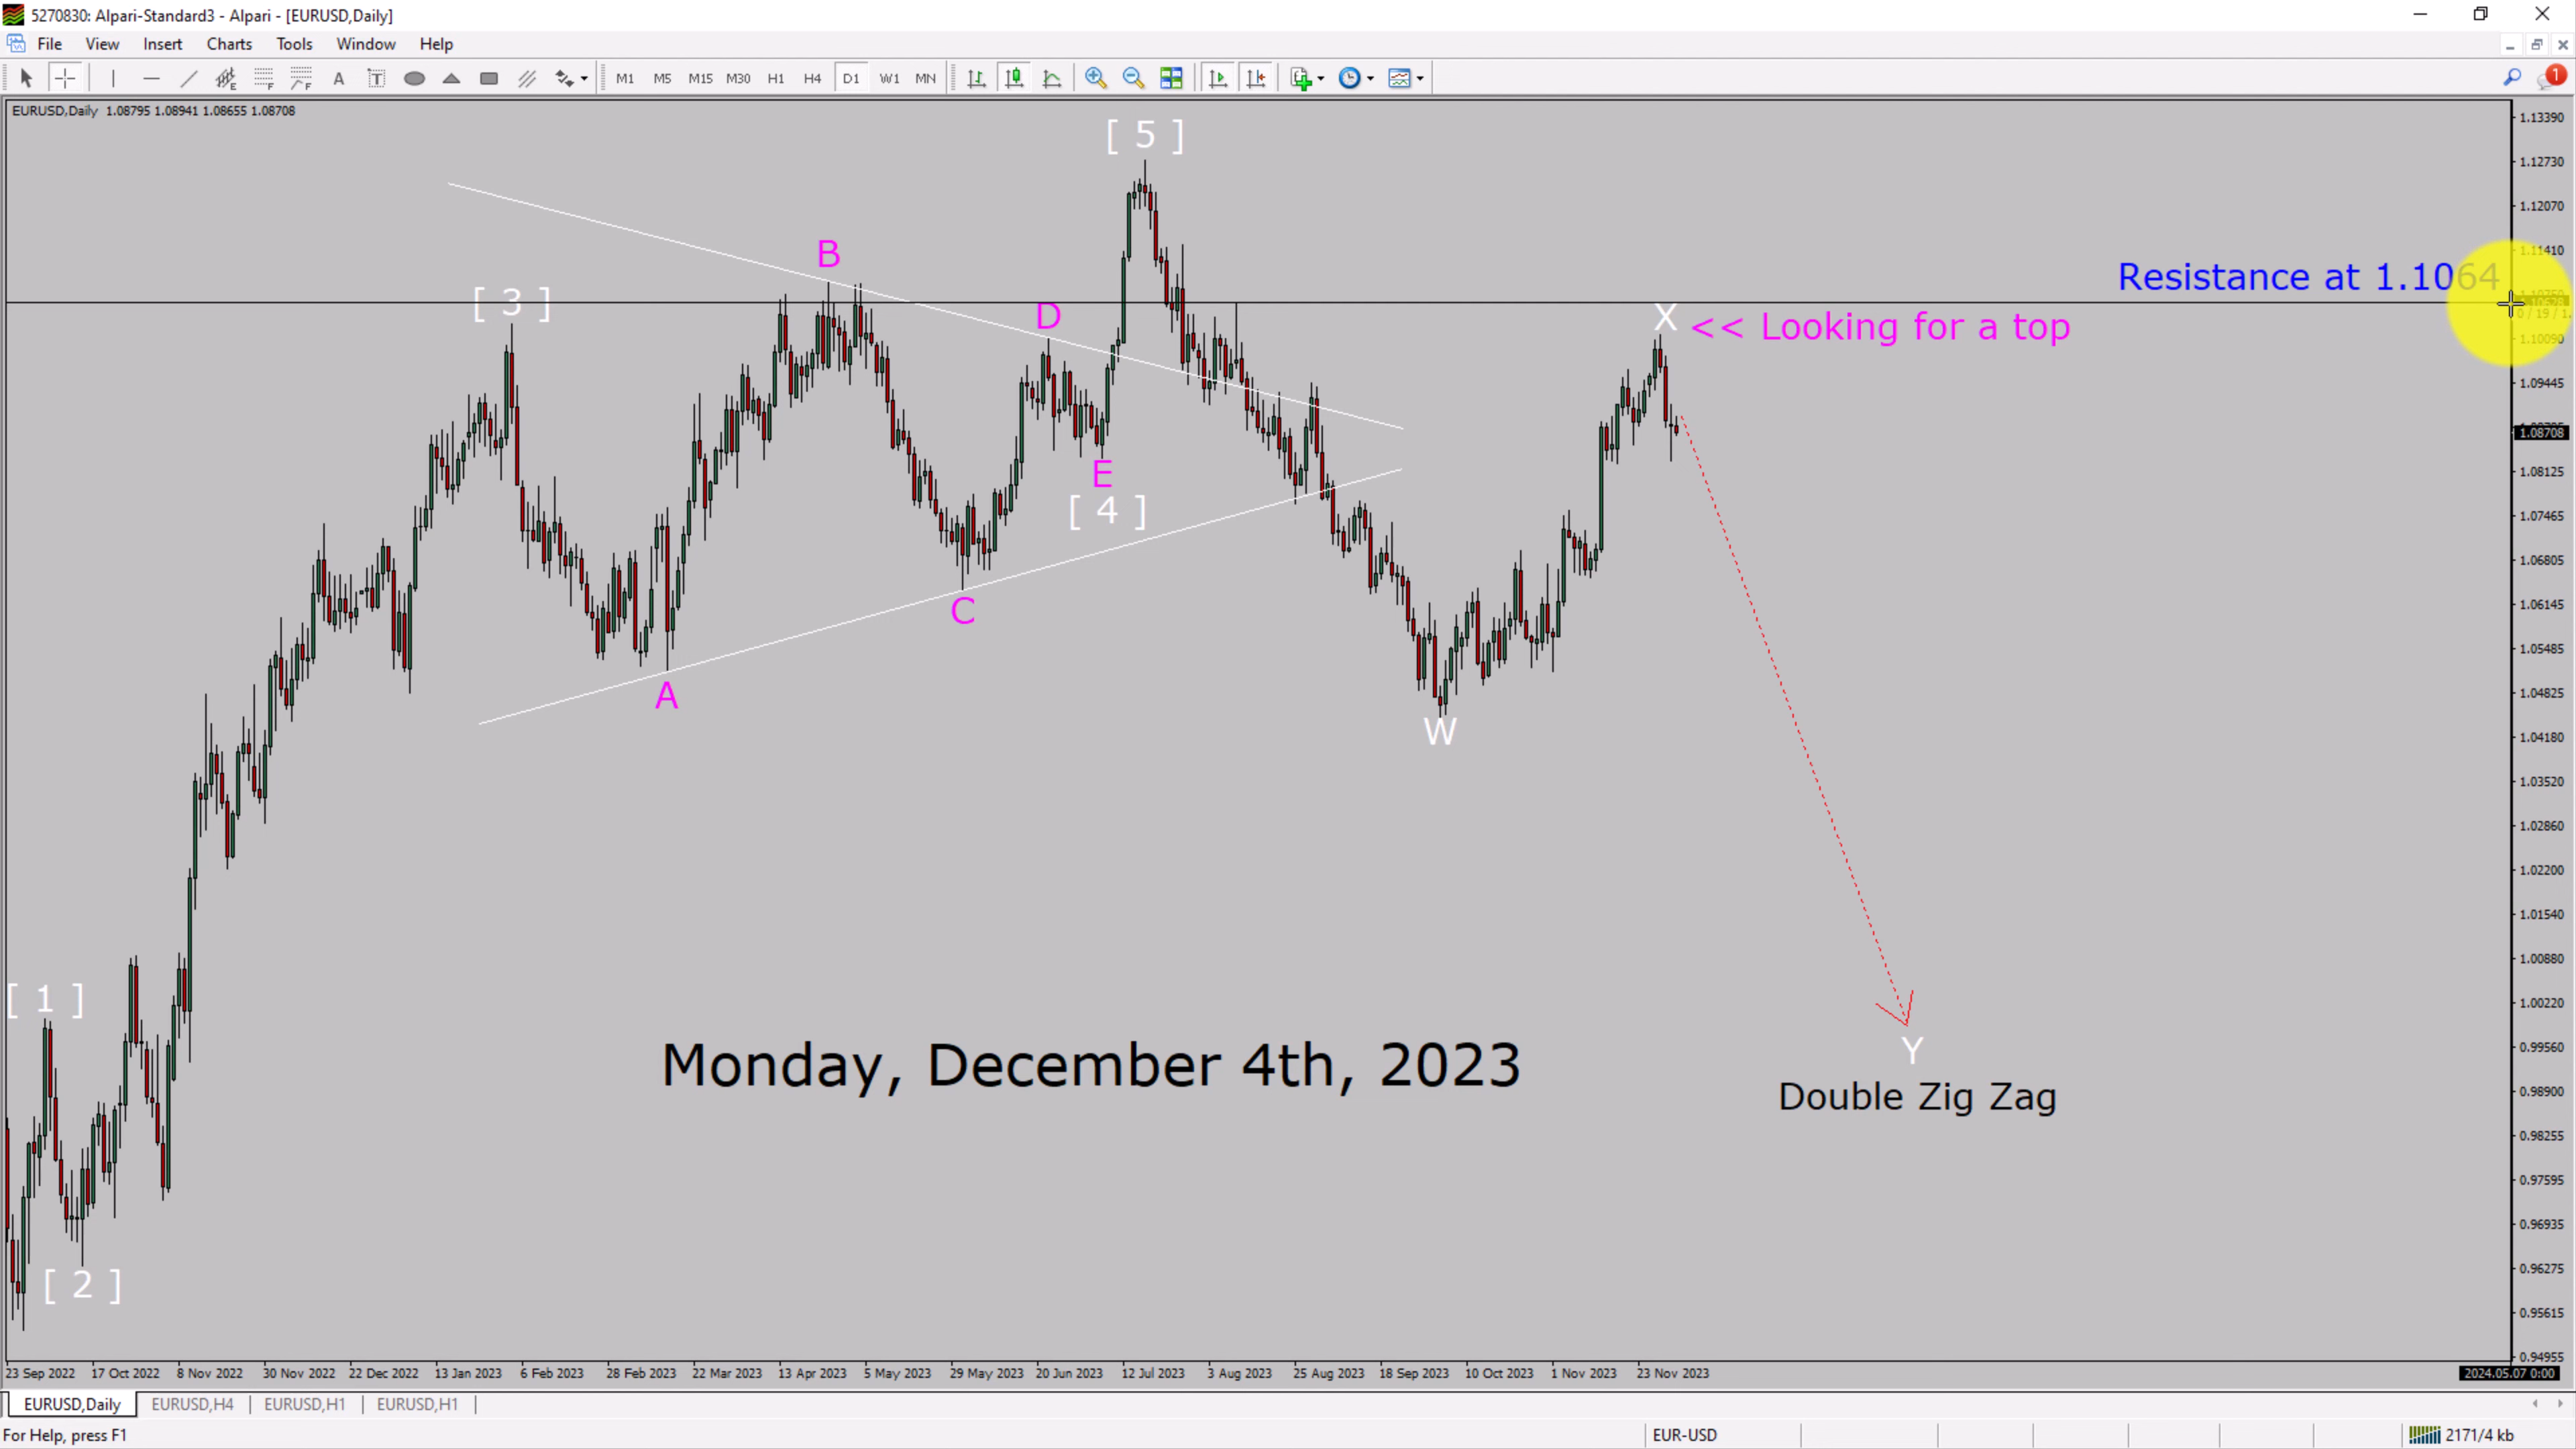 5270830: Alpari-Standard3 - Alpari - [EURUSD,Daily]
File View Insert Charts Tools Window Help
A T M1 M5 M15 M30 H1 H4 D1 W1 MN 1
EURUSD,Daily 1.08795 1.08941 1.08655 1.08708
[ 5 ]
1.13390
1.12730
1.12070
1.11410
B
Resistance at 1.1064
[ 3 ]
D
X
<< Looking for a top
1.10090
1.09445
1.08708
E
1.08125
[ 4 ]
1.07465
1.06805
C
1.06145
1.05485
A
1.04825
W
1.04180
1.03520
1.02860
1.02200
1.01540
1.00880
[ 1 ]
1.00220
Y
0.99560
Monday, December 4th, 2023
Double Zig Zag
0.98900
0.98255
0.97595
0.96935
[ 2 ]
0.96275
0.95615
0.94955
23 Sep 2022 17 Oct 2022 8 Nov 2022 30 Nov 2022 22 Dec 2022 13 Jan 2023 6 Feb 2023 28 Feb 2023 22 Mar 2023 13 Apr 2023 5 May 2023 29 May 2023 20 Jun 2023 12 Jul 2023 3 Aug 2023 25 Aug 2023 18 Sep 2023 10 Oct 2023 1 Nov 2023 23 Nov 2023 2024.05.07 0:00
EURUSD,Daily EURUSD,H4 EURUSD,H1 EURUSD,H1
For Help, press F1 EUR-USD 2171/4 kb